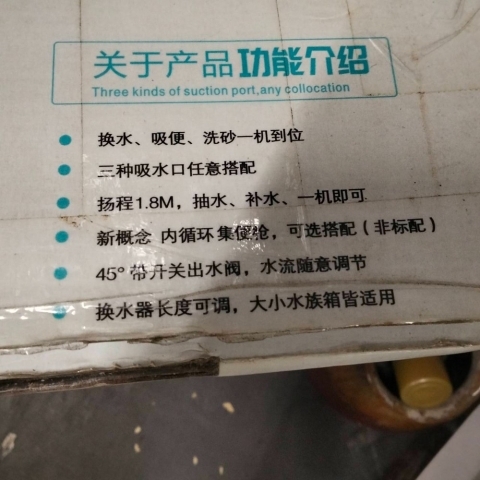 关于产品功能介绍
Three kinds of suction port,any collocation
换水、吸便、洗砂一机到位
三种吸水口任意搭配
扬程1.8M，抽水、补水、一机即可
新概念 内循环 集便枪，可选搭配（非标配）
45° 带开关出水阀，水流随意调节
换水器长度可调，大小水族箱皆适用